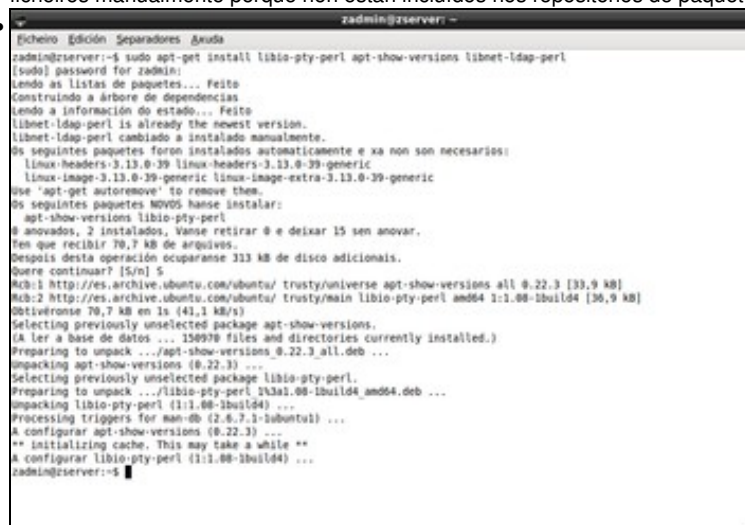 ficheiros manualmente porque non están incluídos nos repositorios de paquet
zadmin@zserver: ~
Ficheiro Edición Separadores Axuda
zadmin@zserver:~$ sudo apt-get install libio-pty-perl apt-show-versions libnet-ldap-perl
[sudo] password for zadmin:
Lendo as listas de paquetes... Feito
Construindo a árbore de dependencias
Lendo a información do estado... Feito
libnet-ldap-perl is already the newest version.
libnet-ldap-perl cambiado a instalado manualmente.
Os seguintes paquetes foron instalados automaticamente e xa non son necesarios:
linux-headers-3.13.0-39 linux-headers-3.13.0-39-generic
linux-image-3.13.0-39-generic linux-image-extra-3.13.0-39-generic
Use 'apt-get autoremove' to remove them.
Os seguintes paquetes NOVOS hanse instalar:
apt-show-versions libio-pty-perl
0 anovados, 2 instalados, Vanse retirar 0 e deixar 15 sen anovar.
Ten que recibir 70,7 kB de arquivos.
Despois desta operación ocuparanse 313 kB de disco adicionais.
Quere continuar? [S/n] S
Rcb:1 http://es.archive.ubuntu.com/ubuntu/ trusty/universe apt-show-versions all 0.22.3 [33,9 kB]
Rcb:2 http://es.archive.ubuntu.com/ubuntu/ trusty/main libio-pty-perl amd64 1:1.08-1build4 [36,9 kB]
Obtivéronse 70,7 kB en 1s (41,1 kB/s)
Selecting previously unselected package apt-show-versions.
(A ler a base de datos ... 150970 files and directories currently installed.)
Preparing to unpack .../apt-show-versions_0.22.3_all.deb ...
Unpacking apt-show-versions (0.22.3) ...
Selecting previously unselected package libio-pty-perl.
Preparing to unpack .../libio-pty-perl_1%3a1.08-1build4_amd64.deb ...
Unpacking libio-pty-perl (1:1.08-1build4) ...
Processing triggers for man-db (2.6.7.1-1ubuntu1) ...
A configurar apt-show-versions (0.22.3) ...
** initializing cache. This may take a while **
A configurar libio-pty-perl (1:1.08-1build4) ...
zadmin@zserver:~$